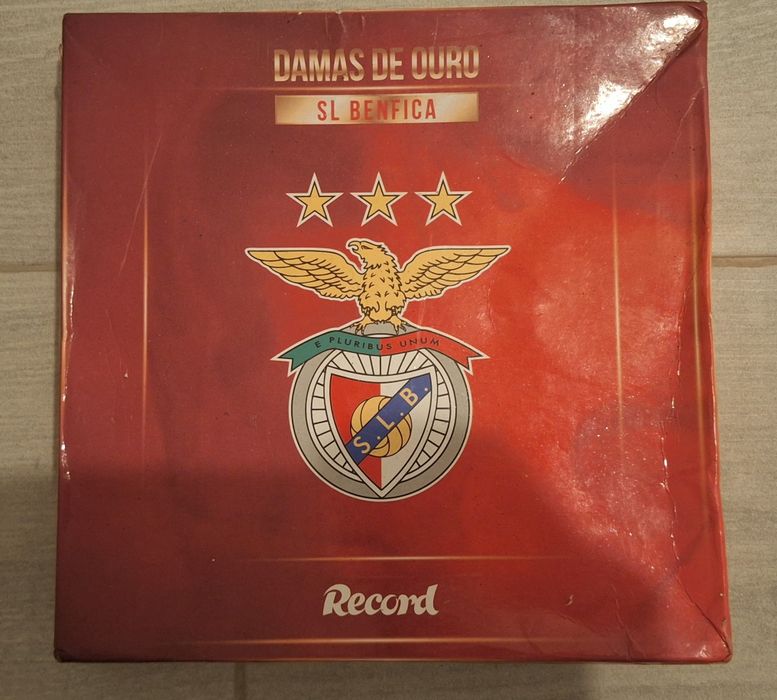 DAMAS DE OURO
SL BENFICA
E PLURIBUS UNUM
S.L.B.
Record